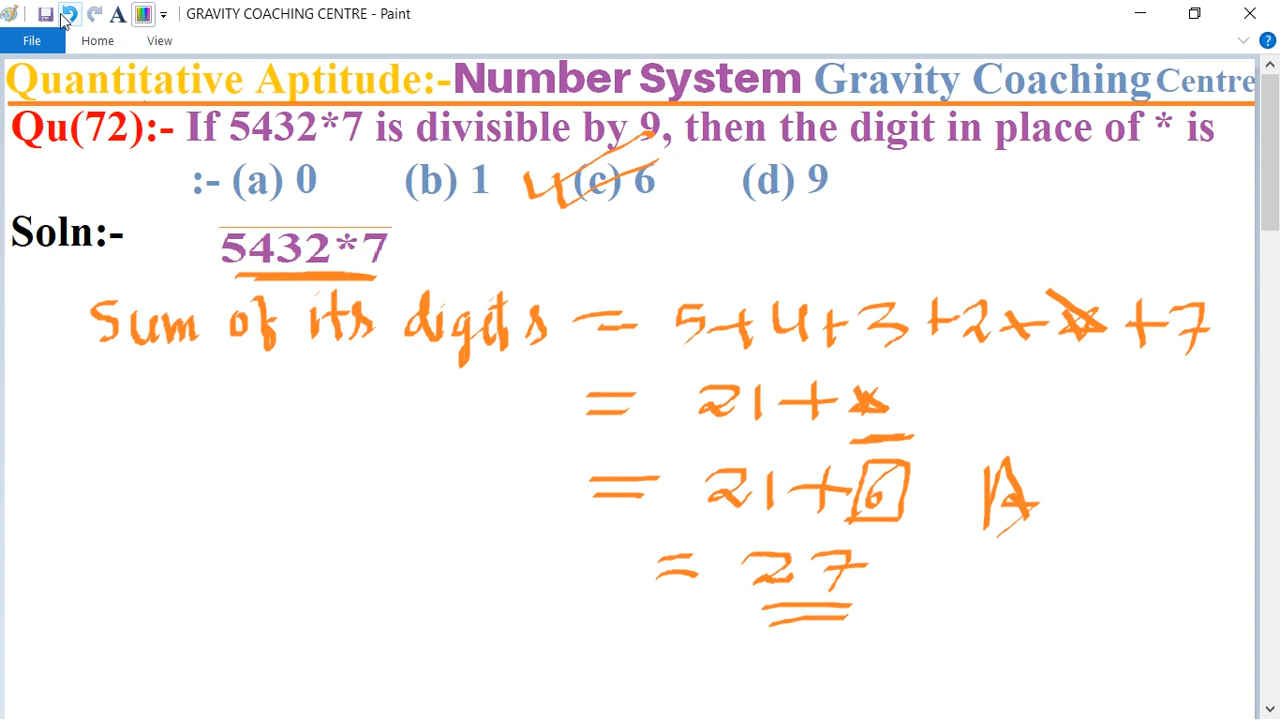 GRAVITY COACHING CENTRE - Paint
File Home View
Quantitative Aptitude:-Number System Gravity Coaching Centre
Qu(72):- If 5432*7 is divisible by 9, then the digit in place of * is
:- (a) 0 (b) 1 (c) 6 (d) 9
Soln:- 5432*7
Sum of its digits = 5+4+3+2+*+7
= 21+*
= 21+6 A
= 27